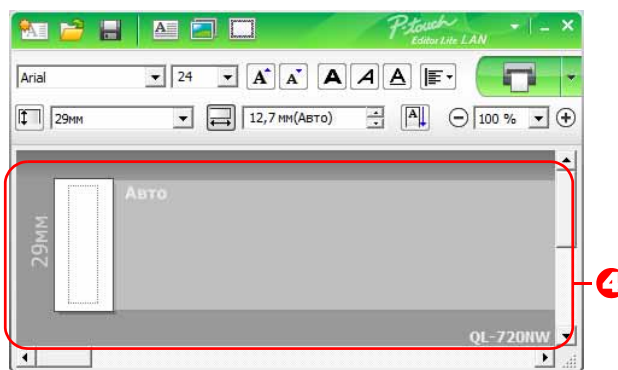 P-touch
Editor Lite LAN
Arial 24 A A A A A
29мм 12,7 мм(Авто) A 100 %
Авто
29мм
QL-720NW
4